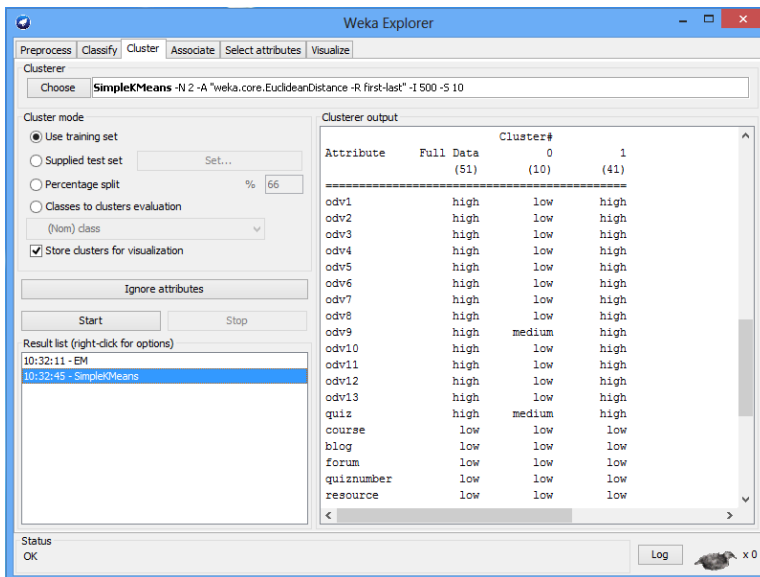 Weka Explorer
Preprocess Classify Cluster Associate Select attributes Visualize
Clusterer
Choose SimpleKMeans -N 2 -A "weka.core.EuclideanDistance -R first-last" -I 500 -S 10
Cluster mode
Use training set
Supplied test set Set...
Percentage split % 66
Classes to clusters evaluation
(Nom) class
Store clusters for visualization
Ignore attributes
Start Stop
Result list (right-click for options)
10:32:11 - EM
10:32:45 - SimpleKMeans
Clusterer output
Cluster#
Attribute Full Data 0 1
(51) (10) (41)
==============================================
odv1 high low high
odv2 high low high
odv3 high low high
odv4 high low high
odv5 high low high
odv6 high low high
odv7 high low high
odv8 high low high
odv9 high medium high
odv10 high low high
odv11 high low high
odv12 high low high
odv13 high low high
quiz high medium high
course low low low
blog low low low
forum low low low
quiznumber low low low
resource low low low
Status
OK
Log x 0